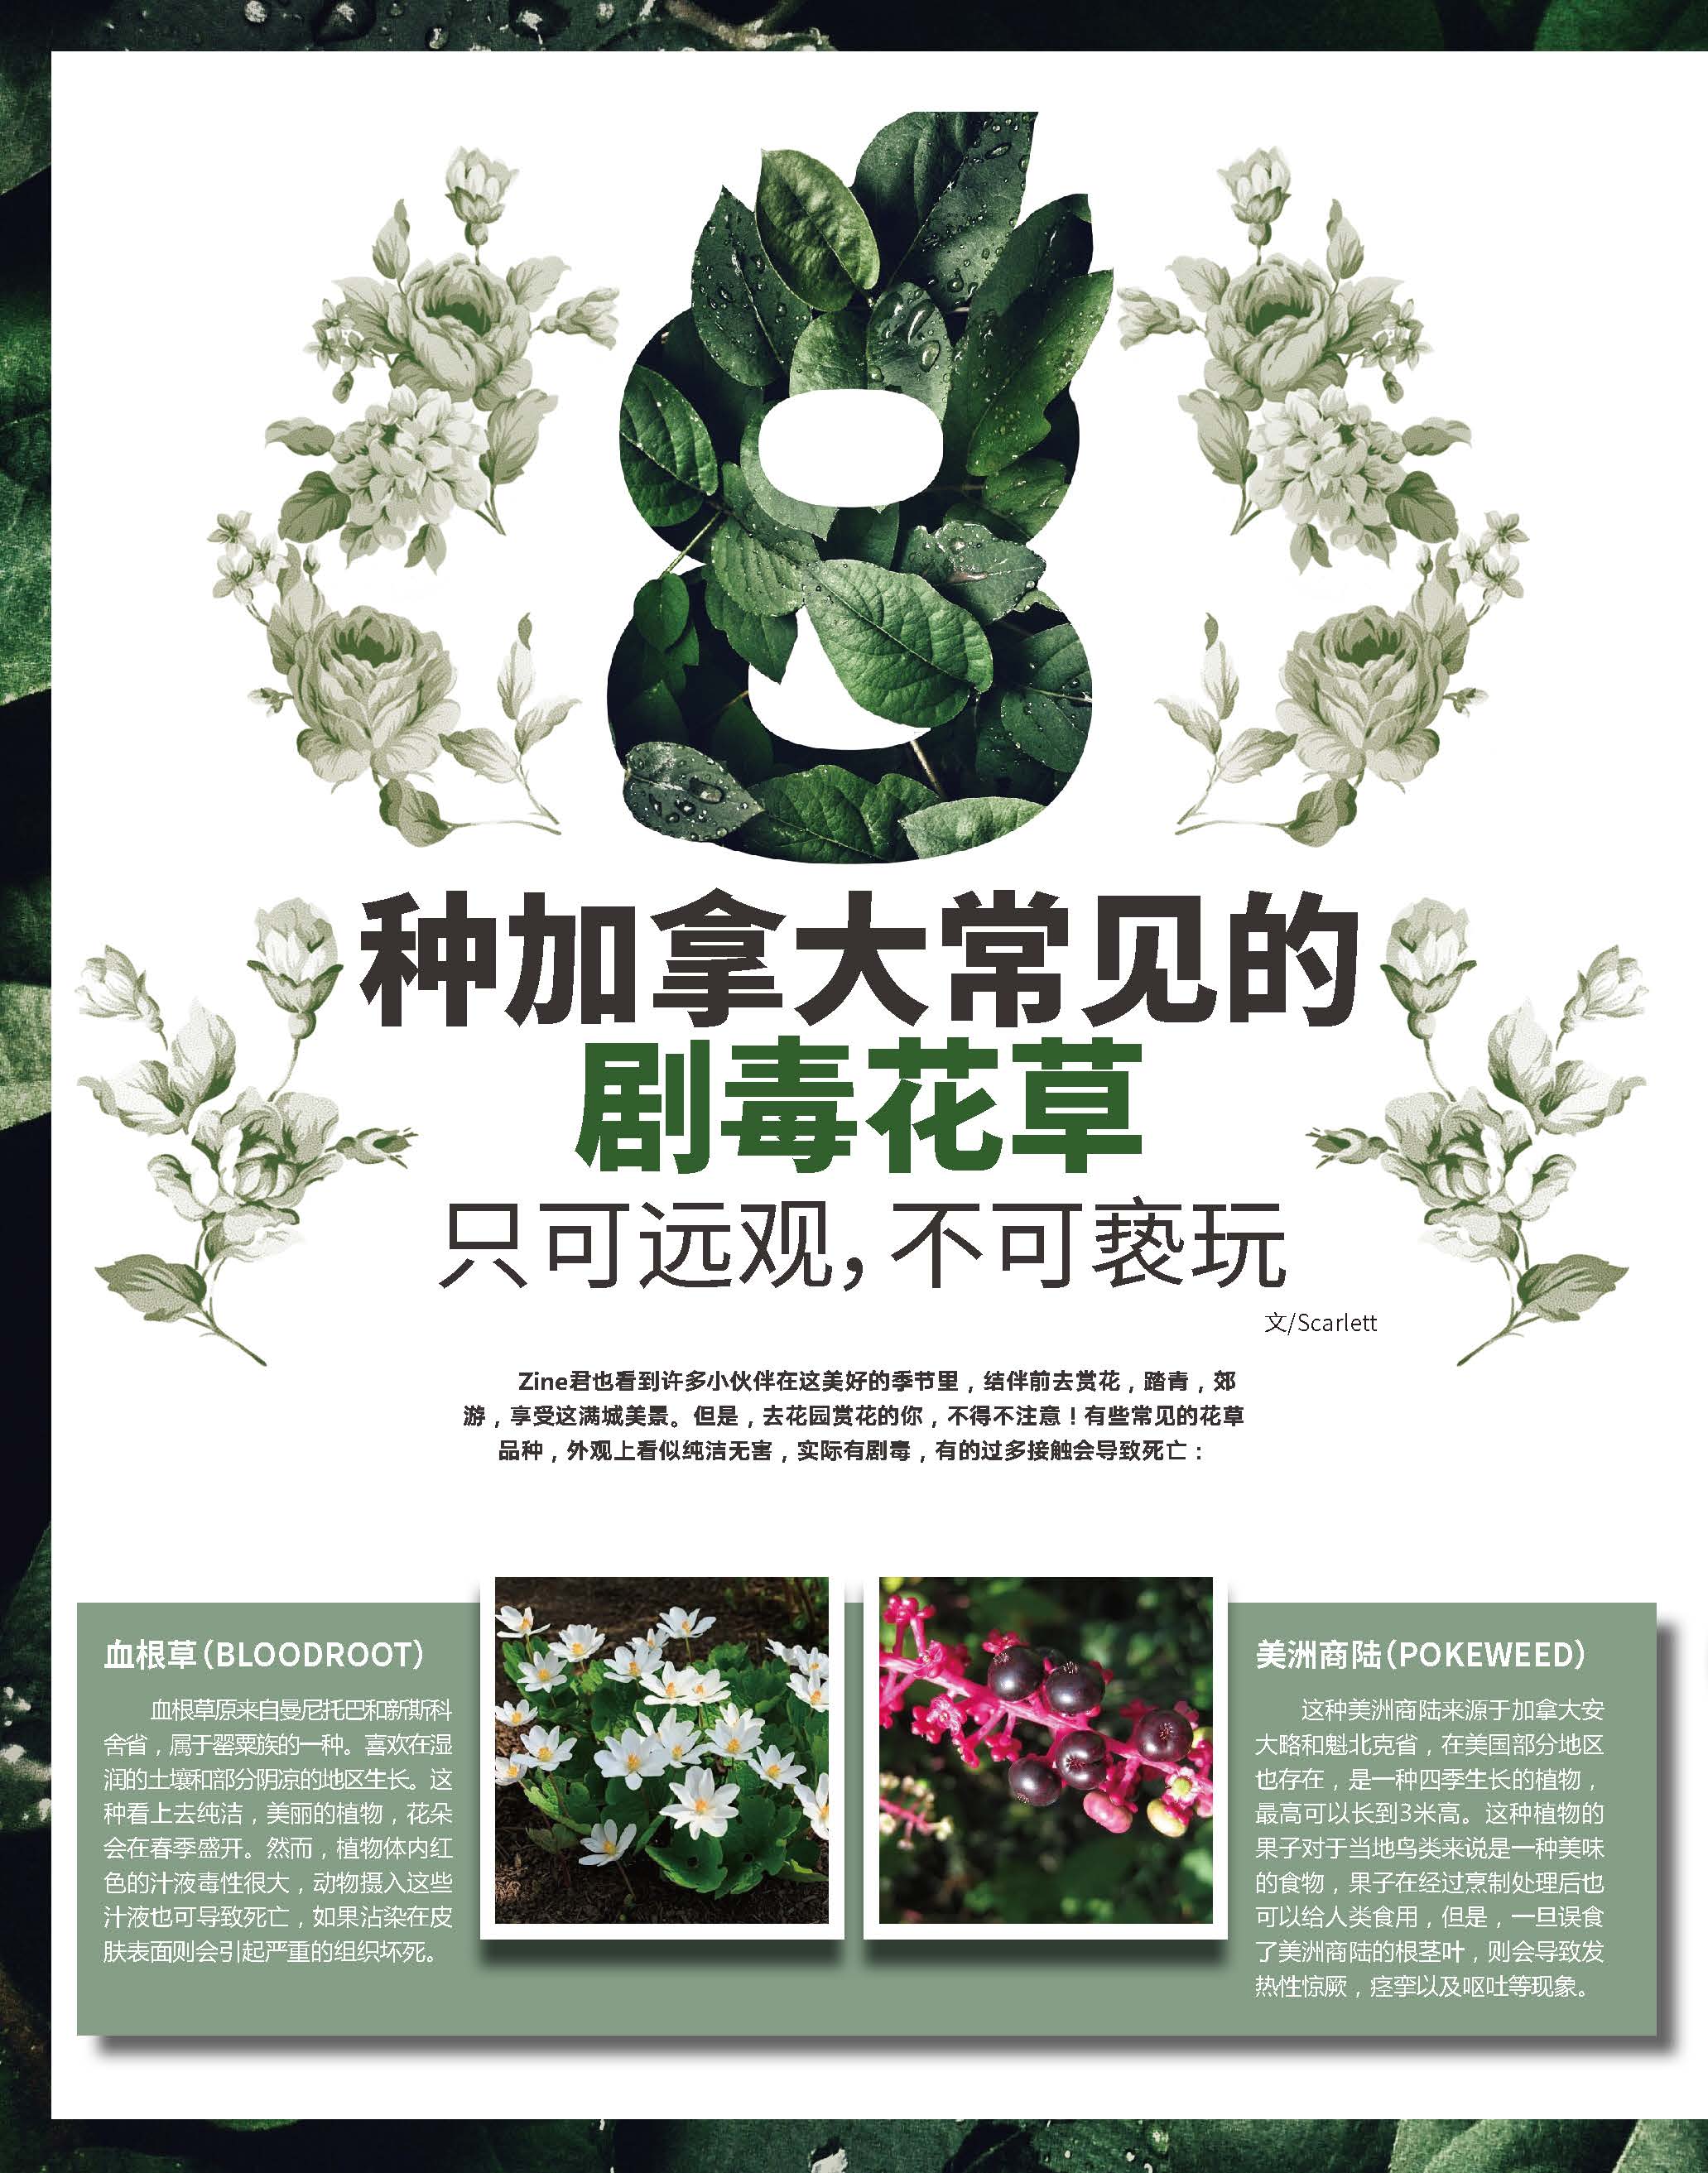 8
种加拿大常见的
剧毒花草
只可远观，不可亵玩
文/Scarlett
Zine君也看到许多小伙伴在这美好的季节里，结伴前去赏花，踏青，郊
游，享受这满城美景。但是，去花园赏花的你，不得不注意！有些常见的花草
品种，外观上看似纯洁无害，实际有剧毒，有的过多接触会导致死亡：
血根草（BLOODROOT）
血根草原来自曼尼托巴和新斯科
舍省，属于罂粟族的一种。喜欢在湿
润的土壤和部分阴凉的地区生长。这
种看上去纯洁，美丽的植物，花朵
会在春季盛开。然而，植物体内红
色的汁液毒性很大，动物摄入这些
汁液也可导致死亡，如果沾染在皮
肤表面则会引起严重的组织坏死。
美洲商陆（POKEWEED）
这种美洲商陆来源于加拿大安
大略和魁北克省，在美国部分地区
也存在，是一种四季生长的植物，
最高可以长到3米高。这种植物的
果子对于当地鸟类来说是一种美味
的食物，果子在经过烹制处理后也
可以给人类食用，但是，一旦误食
了美洲商陆的根茎叶，则会导致发
热性惊厥，痉挛以及呕吐等现象。